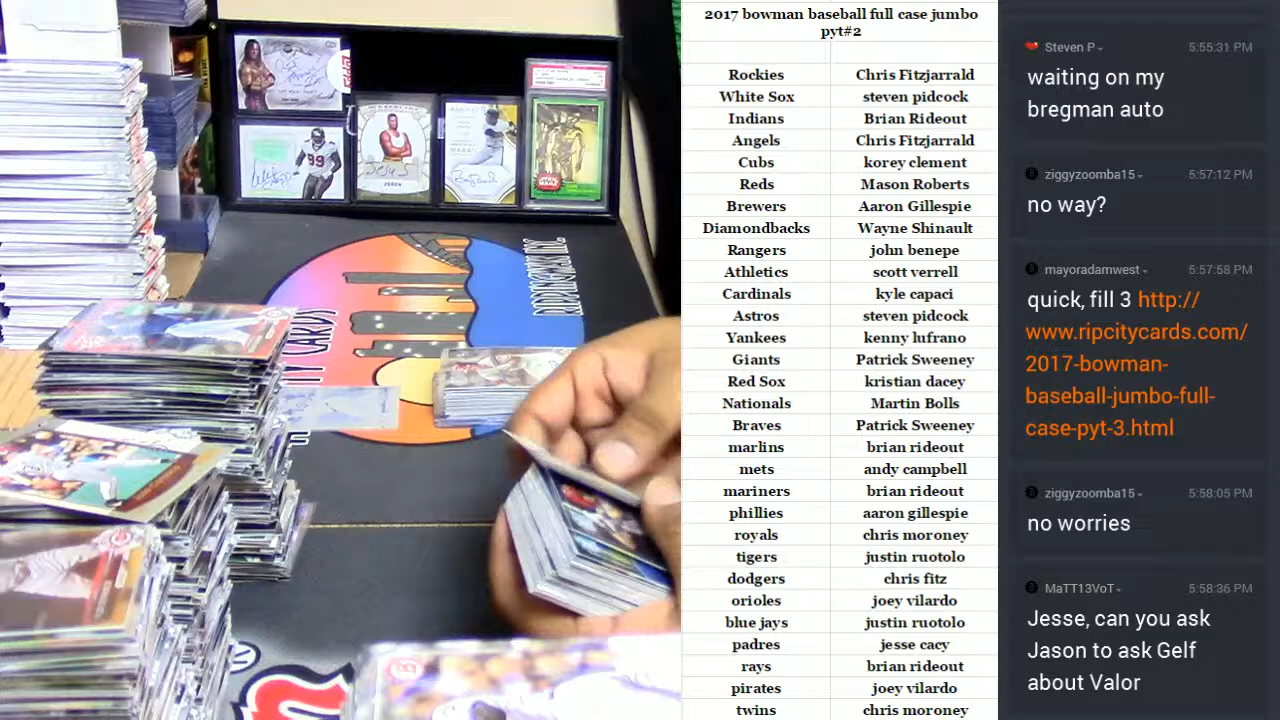 2017 bowman baseball full case jumbo
pyt#2
Rockies Chris Fitzjarrald
White Sox steven pidcock
Indians Brian Rideout
Angels Chris Fitzjarrald
Cubs korey clement
Reds Mason Roberts
Brewers Aaron Gillespie
Diamondbacks Wayne Shinault
Rangers john benepe
Athletics scott verrell
Cardinals kyle capaci
Astros steven pidcock
Yankees kenny lufrano
Giants Patrick Sweeney
Red Sox kristian dacey
Nationals Martin Bolls
Braves Patrick Sweeney
marlins brian rideout
mets andy campbell
mariners brian rideout
phillies aaron gillespie
royals chris moroney
tigers justin ruotolo
dodgers chris fitz
orioles joey vilardo
blue jays justin ruotolo
padres jesse cacy
rays brian rideout
pirates joey vilardo
twins chris moroney
Steven P 5:55:31 PM
waiting on my
bregman auto
ziggyzoomba15 5:57:12 PM
no way?
mayoradamwest 5:57:58 PM
quick, fill 3 http://
www.ripcitycards.com/
2017-bowman-
baseball-jumbo-full-
case-pyt-3.html
ziggyzoomba15 5:58:05 PM
no worries
MaTT13VoT 5:58:36 PM
Jesse, can you ask
Jason to ask Gelf
about Valor